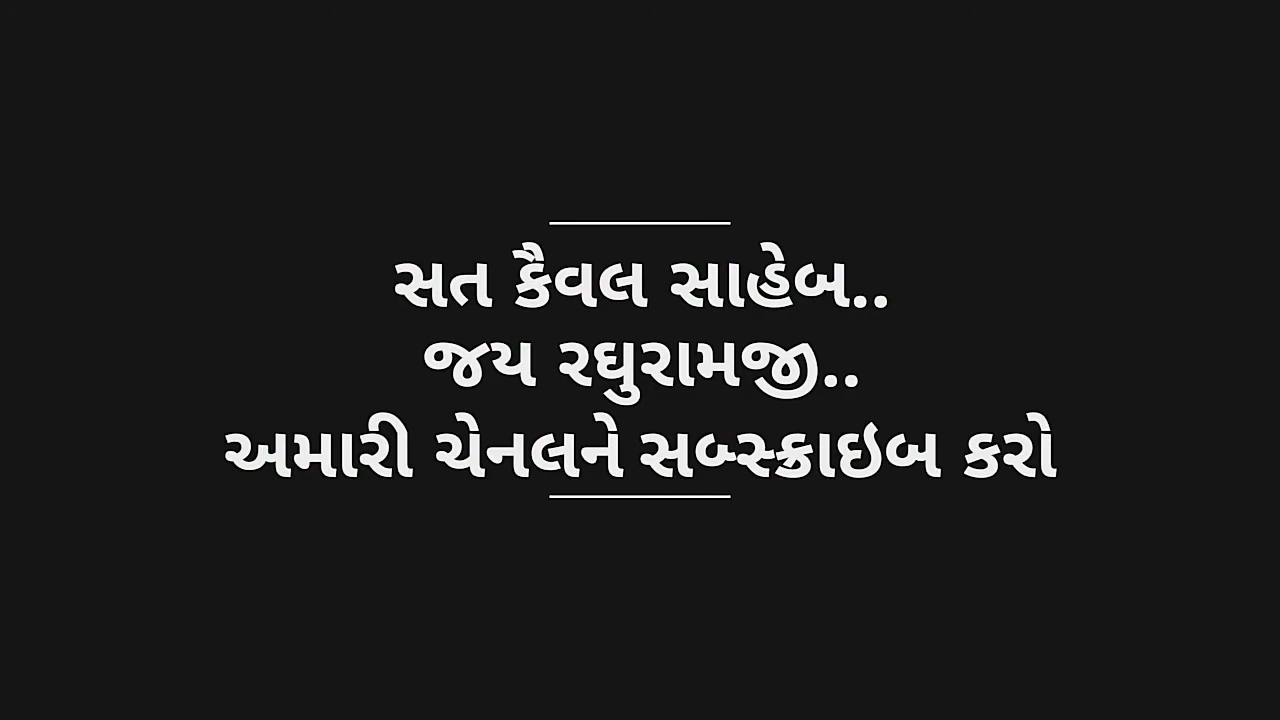 સત કૈવલ સાહેબ..
જય રઘુરામજી..
અમારી ચેનલને સબ્સ્ક્રાઇબ કરો